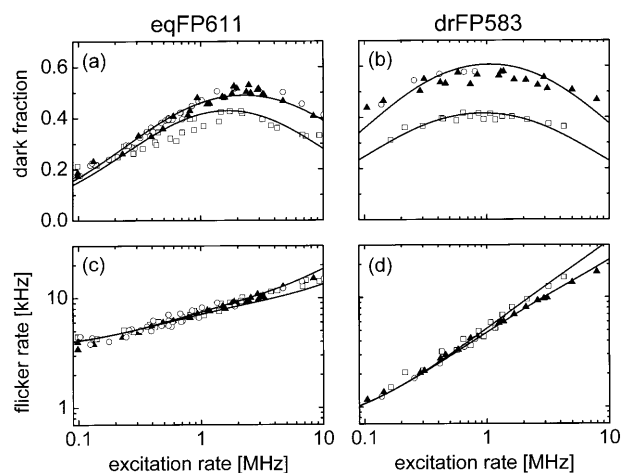 eqFP611 drFP583
(a) (b)
dark fraction
0.6
0.4
0.2
0.0
(c) (d)
flicker rate [kHz]
10
1
0.1 1 10 0.1 1 10
excitation rate [MHz] excitation rate [MHz]